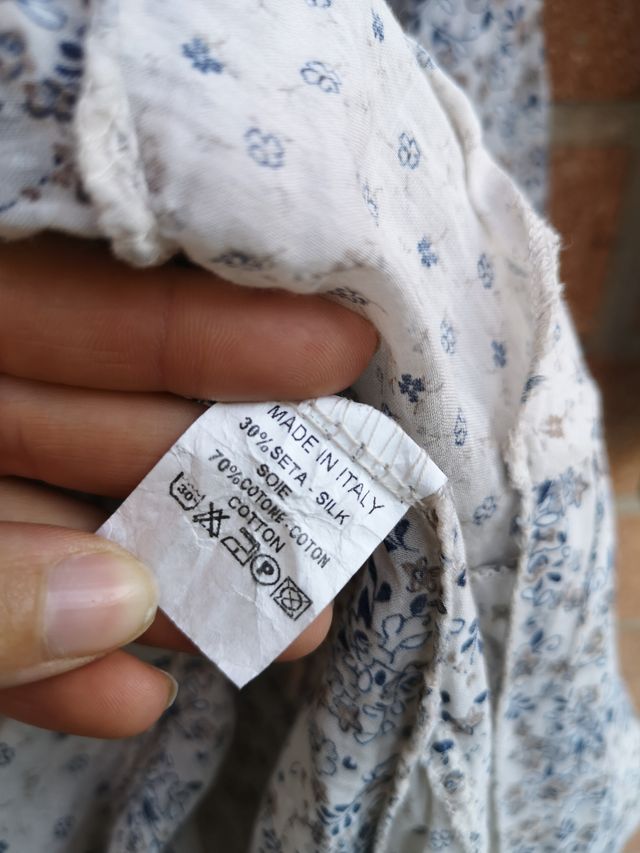 MADE IN ITALY
30%SETA - SILK
SOIE
70%COTONE-COTON
COTTON
30° P